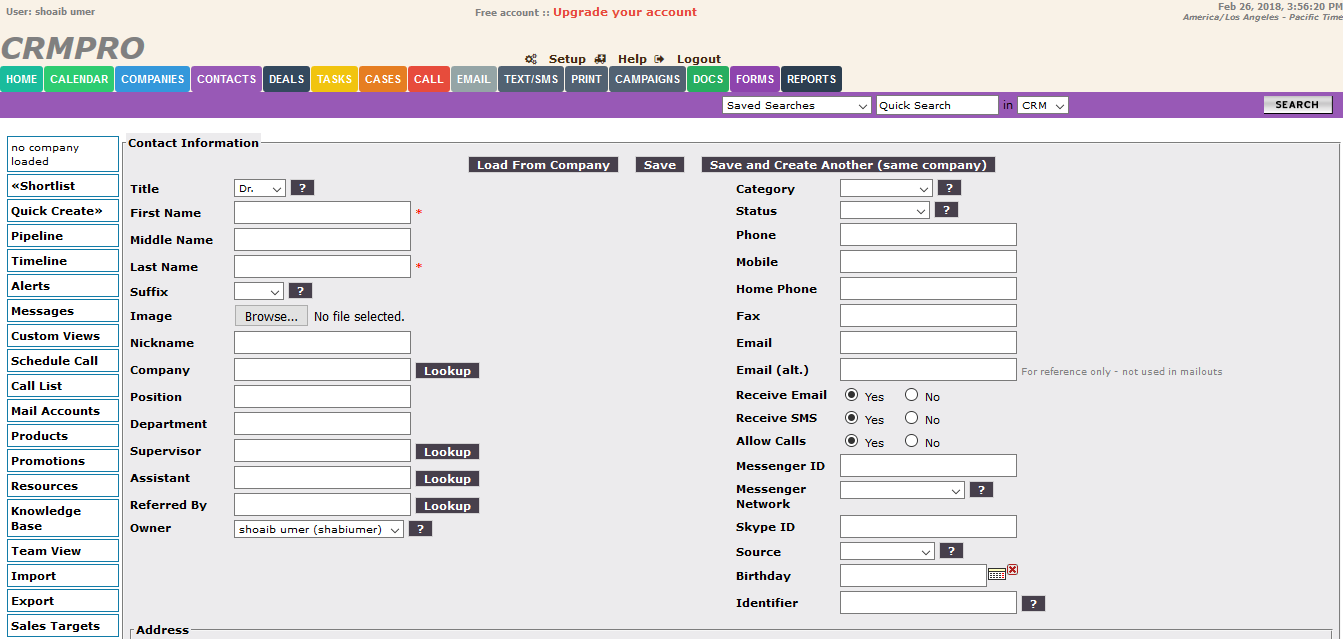 User: shoaib umer
Free account :: Upgrade your account
Feb 26, 2018, 3:56:20 PM
America/Los Angeles - Pacific Time
CRMPRO
Setup Help Logout
HOME CALENDAR COMPANIES CONTACTS DEALS TASKS CASES CALL EMAIL TEXT/SMS PRINT CAMPAIGNS DOCS FORMS REPORTS
Saved Searches Quick Search in CRM SEARCH
no company
loaded
«Shortlist
Quick Create»
Pipeline
Timeline
Alerts
Messages
Custom Views
Schedule Call
Call List
Mail Accounts
Products
Promotions
Resources
Knowledge
Base
Team View
Import
Export
Sales Targets
Contact Information
Load From Company Save Save and Create Another (same company)
Title Dr. ?
First Name *
Middle Name
Last Name *
Suffix ?
Image Browse... No file selected.
Nickname
Company Lookup
Position
Department
Supervisor Lookup
Assistant Lookup
Referred By Lookup
Owner shoaib umer (shabiumer) ?
Category ?
Status ?
Phone
Mobile
Home Phone
Fax
Email
Email (alt.) For reference only - not used in mailouts
Receive Email Yes No
Receive SMS Yes No
Allow Calls Yes No
Messenger ID
Messenger
Network ?
Skype ID
Source ?
Birthday
Identifier ?
Address